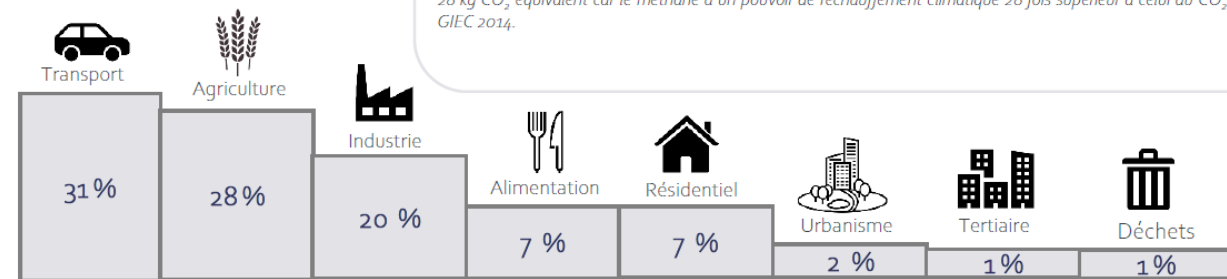 28 kg CO₂ équivalent car le méthane a un pouvoir de réchauffement climatique 28 fois supérieur à celui du CO₂
GIEC 2014.
Transport
Agriculture
Industrie
Alimentation
Résidentiel
Urbanisme
Tertiaire
Déchets
31%
28%
20 %
7 %
7 %
2 %
1%
1%